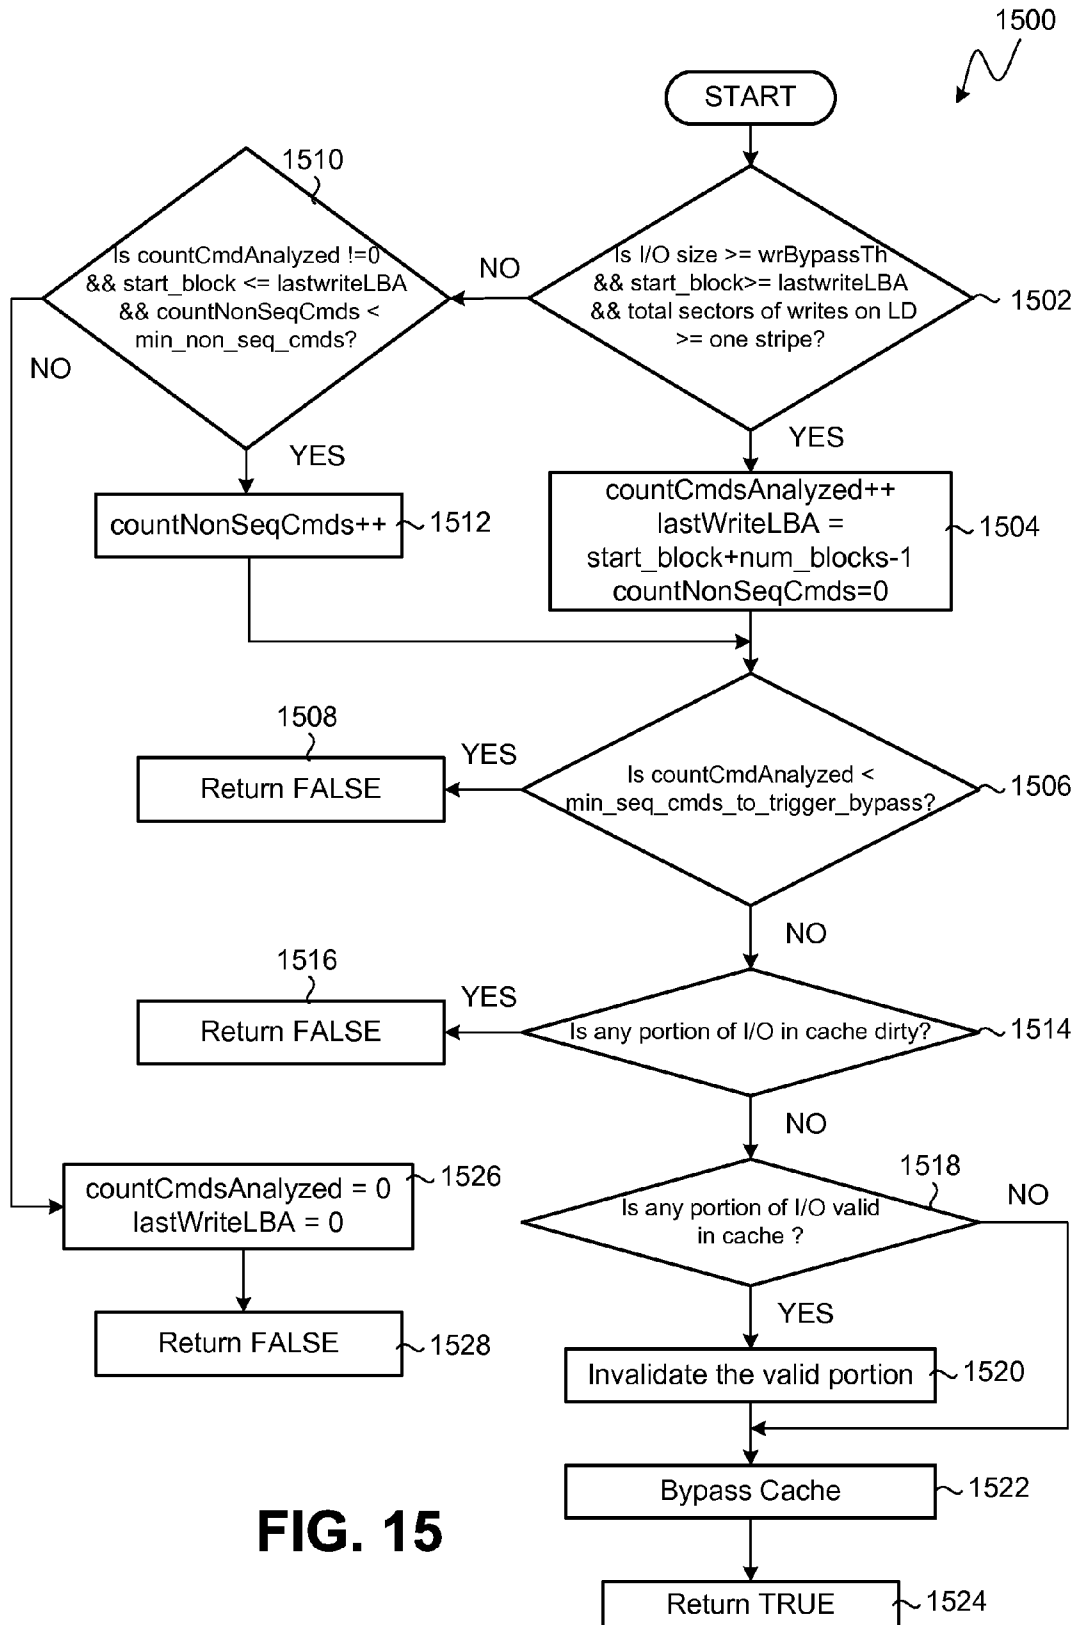 1500
START
1510
Is countCmdAnalyzed !=0
&& start_block <= lastwriteLBA
&& countNonSeqCmds <
min_non_seq_cmds?
NO
Is I/O size >= wrBypassTh
&& start_block>= lastwriteLBA
&& total sectors of writes on LD
>= one stripe?
1502
NO
YES
YES
countNonSeqCmds++
1512
countCmdsAnalyzed++
lastWriteLBA =
start_block+num_blocks-1
countNonSeqCmds=0
1504
1508
Return FALSE
YES
Is countCmdAnalyzed <
min_seq_cmds_to_trigger_bypass?
1506
NO
1516
Return FALSE
YES
Is any portion of I/O in cache dirty?
1514
NO
countCmdsAnalyzed = 0
lastWriteLBA = 0
1526
Is any portion of I/O valid
in cache ?
1518
NO
Return FALSE
1528
YES
Invalidate the valid portion
1520
Bypass Cache
1522
FIG. 15
Return TRUE
1524